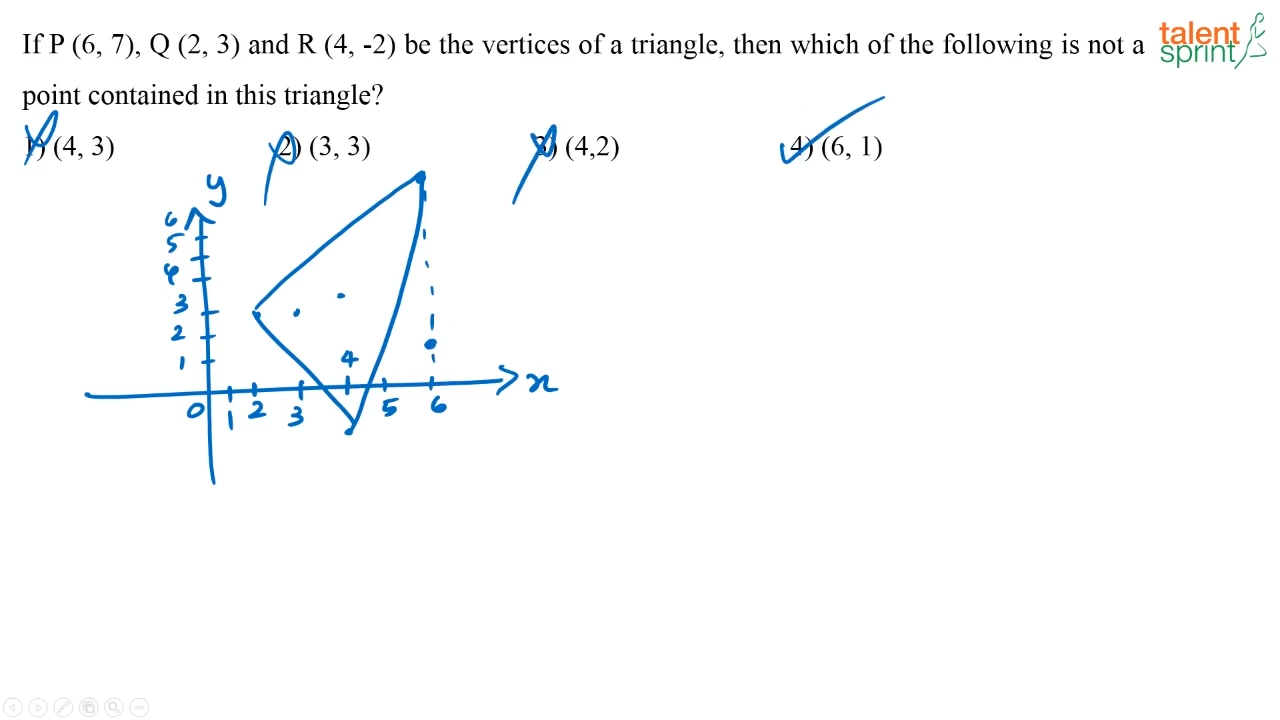 If P (6, 7), Q (2, 3) and R (4, -2) be the vertices of a triangle, then which of the following is not a
point contained in this triangle?
talent
sprint
1) (4, 3) 2) (3, 3) 3) (4,2) 4) (6, 1)
y
6
5
4
3
2
1
4
0 1 2 3 5 6 x